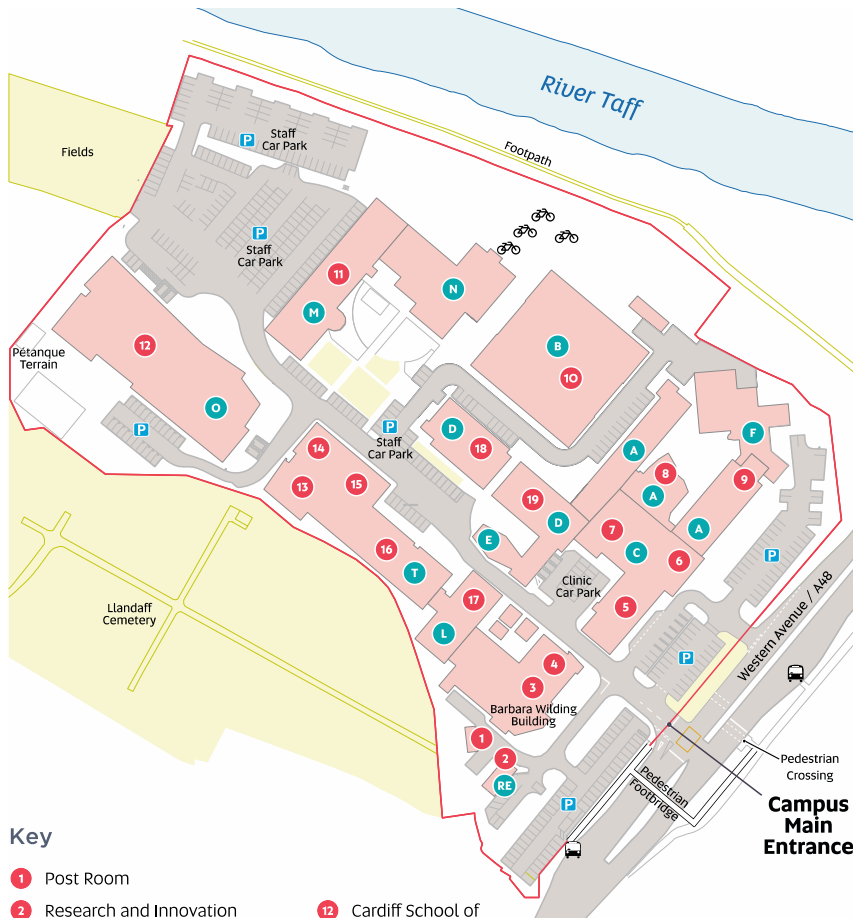 River Taff
Footpath
Fields
P
Staff
Car Park
P
Staff
Car Park
11
M
N
B
10
Pétanque
Terrain
12
O
P
P
Staff
Car Park
D
18
A
F
14
13
15
19
D
8
A
9
A
7
C
6
E
P
16
T
Clinic
Car Park
5
Llandaff
Cemetery
17
L
Western Avenue / A48
P
4
3
Barbara Wilding
Building
1
2
RE
P
Pedestrian
Crossing
Pedestrian
Footbridge
Campus
Main
Entrance
Key
1 Post Room
2 Research and Innovation
12 Cardiff School of